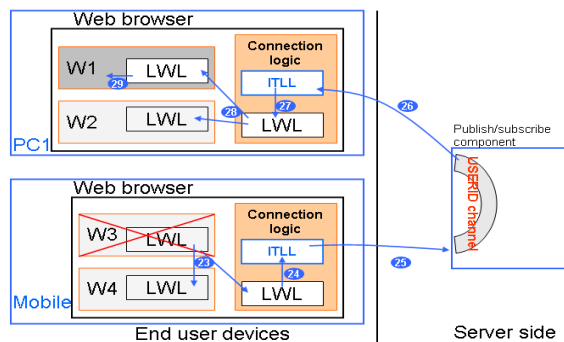 Web browser
W1
LWL
29
W2
LWL
Connection
logic
ITLL
27
28
LWL
PC1
26
Publish/subscribe
component
USERID channel
Web browser
W3
LWL
23
W4
LWL
Connection
logic
ITLL
24
LWL
25
Mobile
End user devices
Server side